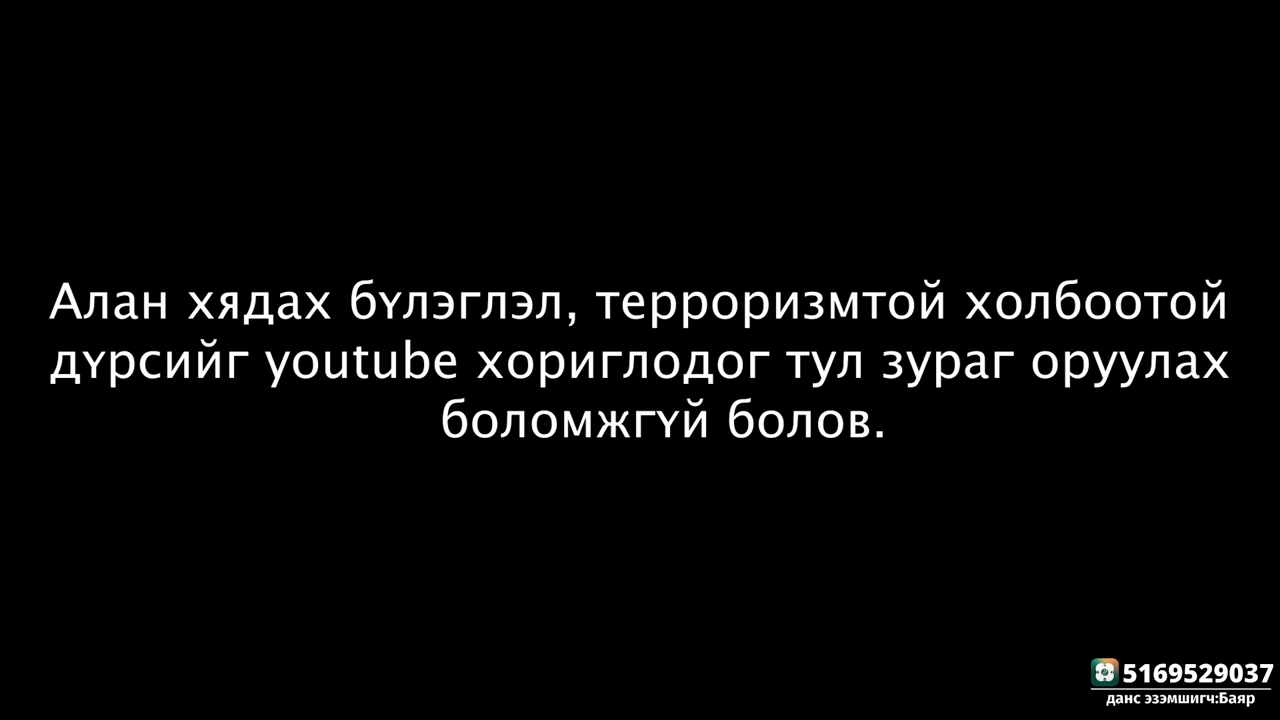 Алан хядах бүлэглэл, терроризмтой холбоотой
дүрсийг youtube хориглодог тул зураг оруулах
боломжгүй болов.
5169529037
данс эзэмшигч:Баяр